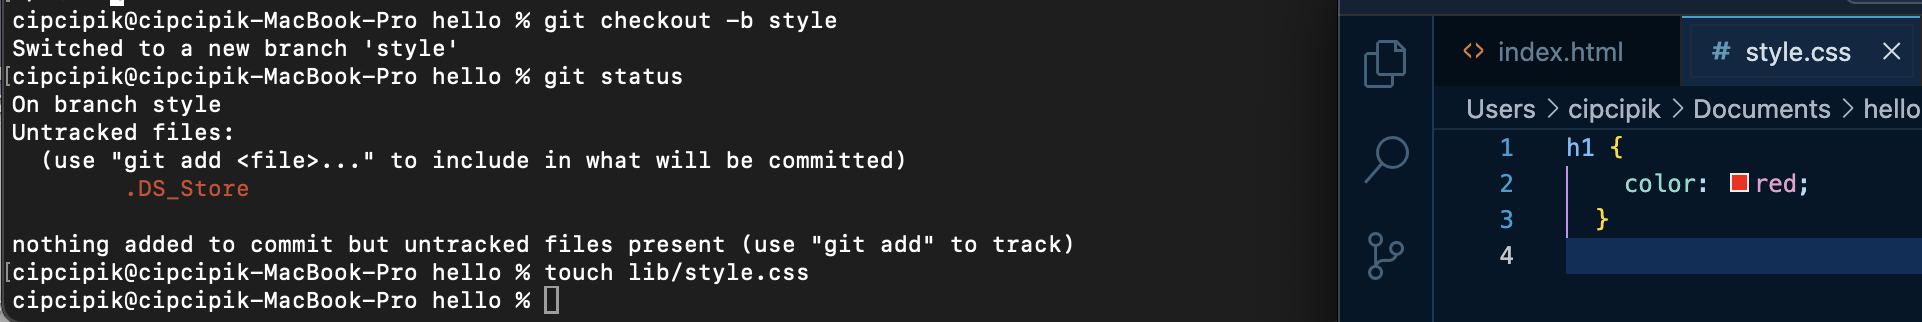 cipcipik@cipcipik-MacBook-Pro hello % git checkout -b style
Switched to a new branch 'style'
[cipcipik@cipcipik-MacBook-Pro hello % git status
On branch style
Untracked files:
  (use "git add <file>..." to include in what will be committed)
        .DS_Store

nothing added to commit but untracked files present (use "git add" to track)
[cipcipik@cipcipik-MacBook-Pro hello % touch lib/style.css
cipcipik@cipcipik-MacBook-Pro hello %
<> index.html # style.css ×
Users > cipcipik > Documents > hello
1 h1 {
2     color: red;
3   }
4